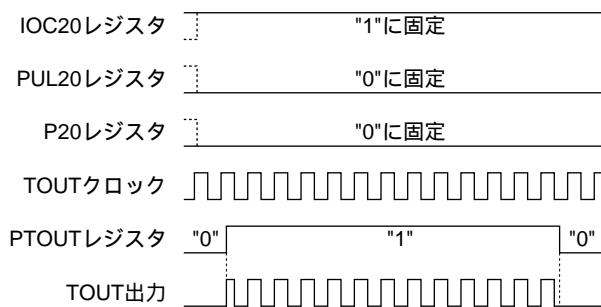 IOC20レジスタ "1"に固定
PUL20レジスタ "0"に固定
P20レジスタ "0"に固定
TOUTクロック
PTOUTレジスタ "0" "1" "0"
TOUT出力